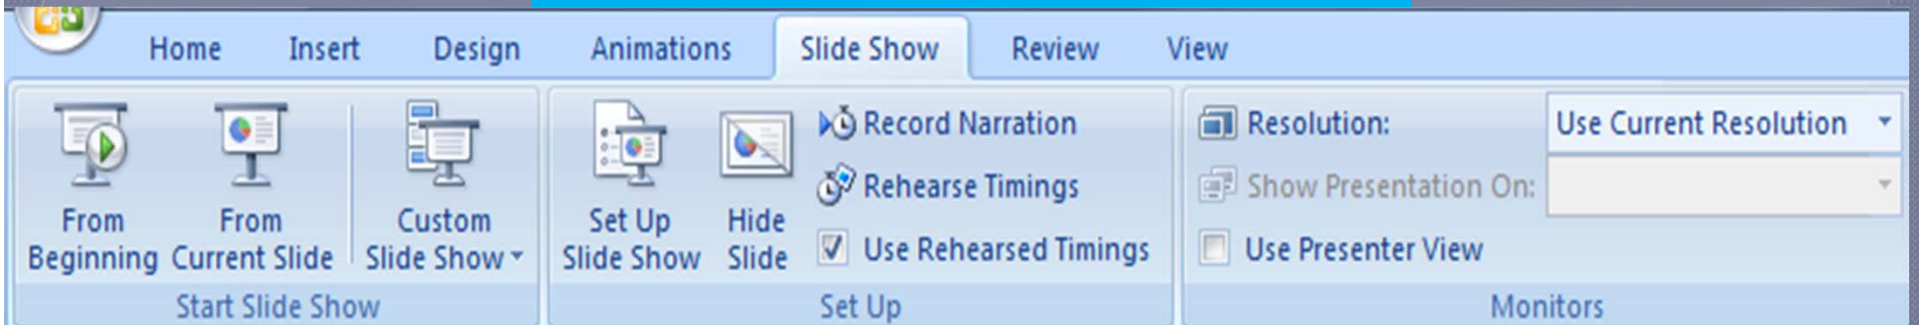 Home Insert Design Animations Slide Show Review View
From Beginning
From Current Slide
Custom Slide Show
Set Up Slide Show
Hide Slide
Record Narration
Rehearse Timings
Use Rehearsed Timings
Resolution: Use Current Resolution
Show Presentation On:
Use Presenter View
Start Slide Show
Set Up
Monitors